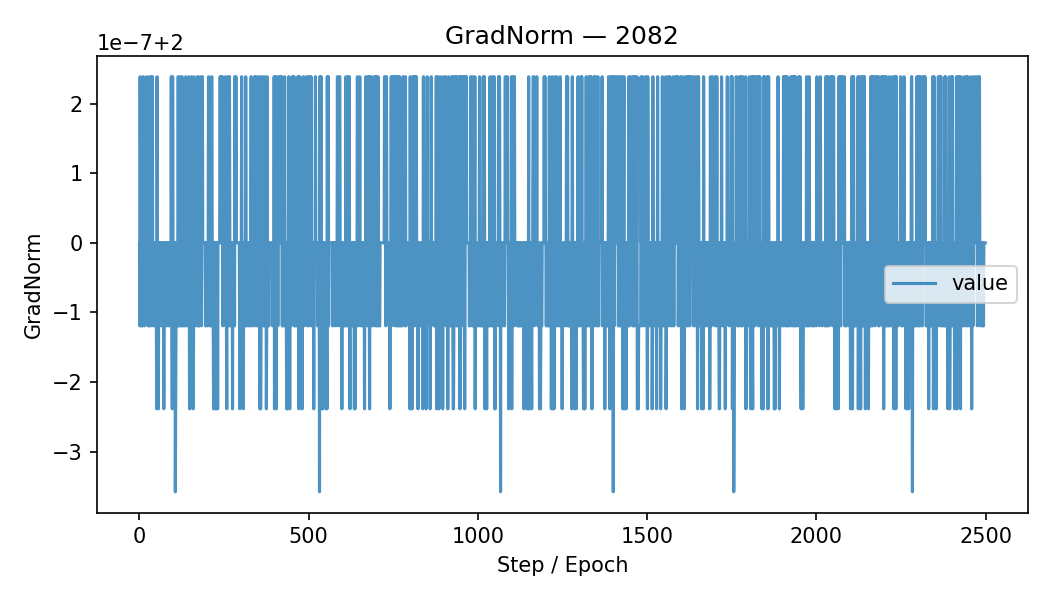 GradNorm — 2082
1e−7+2
2
1
0
−1
−2
−3
GradNorm
value
0
500
1000
1500
2000
2500
Step / Epoch